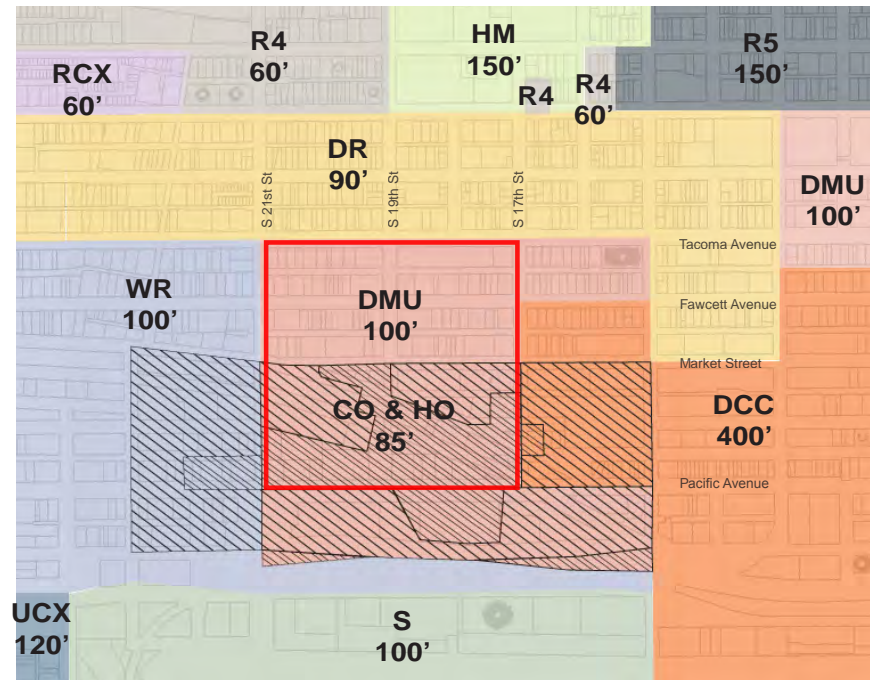 R4
60’
HM
150’
R5
150’
RCX
60’
R4
R4
60’
DR
90’
S 21st St
S 19th St
S 17th St
DMU
100’
Tacoma Avenue
WR
100’
DMU
100’
Fawcett Avenue
Market Street
CO & HO
85’
DCC
400’
Pacific Avenue
UCX
120’
S
100’